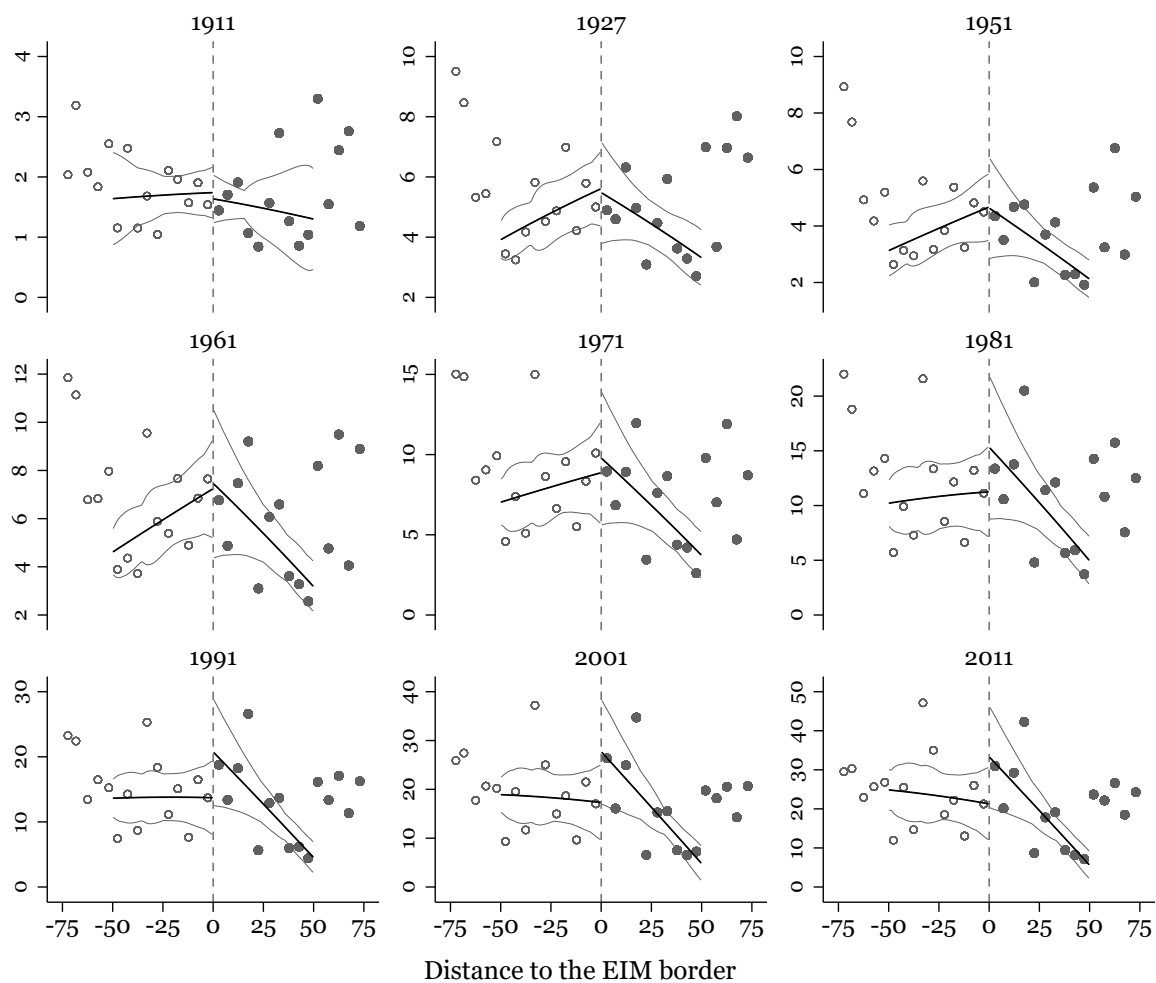 1911 1927 1951
4 3 2 1 0
10 8 6 4 2
10 8 6 4 2
1961 1971 1981
12 10 8 6 4 2
15 10 5 0
20 15 10 5 0
1991 2001 2011
30 20 10 0
40 30 20 10 0
50 40 30 20 10 0
-75 -50 -25 0 25 50 75 -75 -50 -25 0 25 50 75 -75 -50 -25 0 25 50 75
Distance to the EIM border